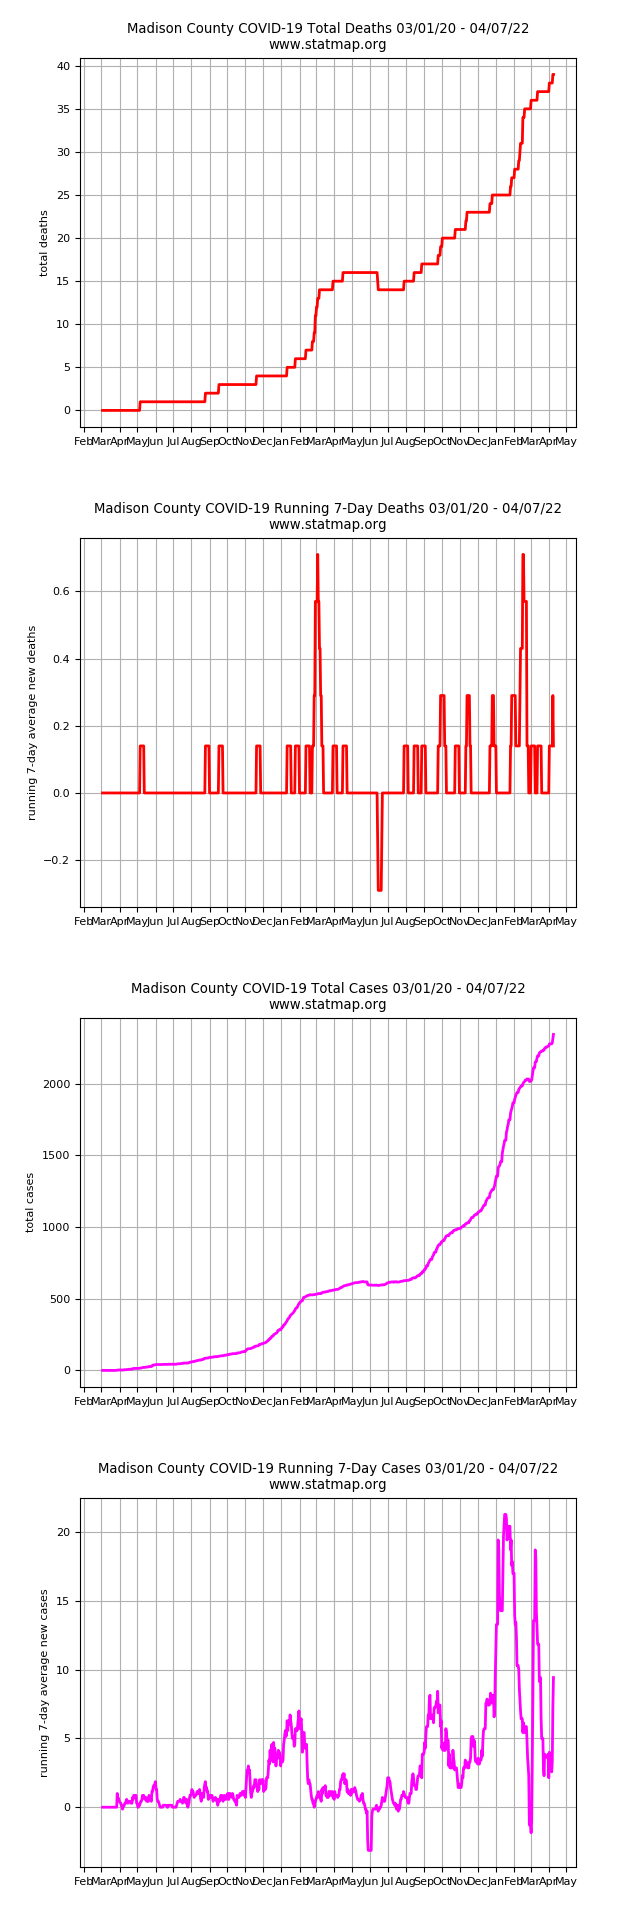 Madison County COVID-19 Total Deaths 03/01/20 - 04/07/22
www.statmap.org
40
35
30
25
20
15
10
5
0
total deaths
Feb Mar Apr May Jun Jul Aug Sep Oct Nov Dec Jan Feb Mar Apr May Jun Jul Aug Sep Oct Nov Dec Jan Feb Mar Apr May
Madison County COVID-19 Running 7-Day Deaths 03/01/20 - 04/07/22
www.statmap.org
0.6
0.4
0.2
0.0
−0.2
running 7-day average new deaths
Feb Mar Apr May Jun Jul Aug Sep Oct Nov Dec Jan Feb Mar Apr May Jun Jul Aug Sep Oct Nov Dec Jan Feb Mar Apr May
Madison County COVID-19 Total Cases 03/01/20 - 04/07/22
www.statmap.org
2000
1500
1000
500
0
total cases
Feb Mar Apr May Jun Jul Aug Sep Oct Nov Dec Jan Feb Mar Apr May Jun Jul Aug Sep Oct Nov Dec Jan Feb Mar Apr May
Madison County COVID-19 Running 7-Day Cases 03/01/20 - 04/07/22
www.statmap.org
20
15
10
5
0
running 7-day average new cases
Feb Mar Apr May Jun Jul Aug Sep Oct Nov Dec Jan Feb Mar Apr May Jun Jul Aug Sep Oct Nov Dec Jan Feb Mar Apr May